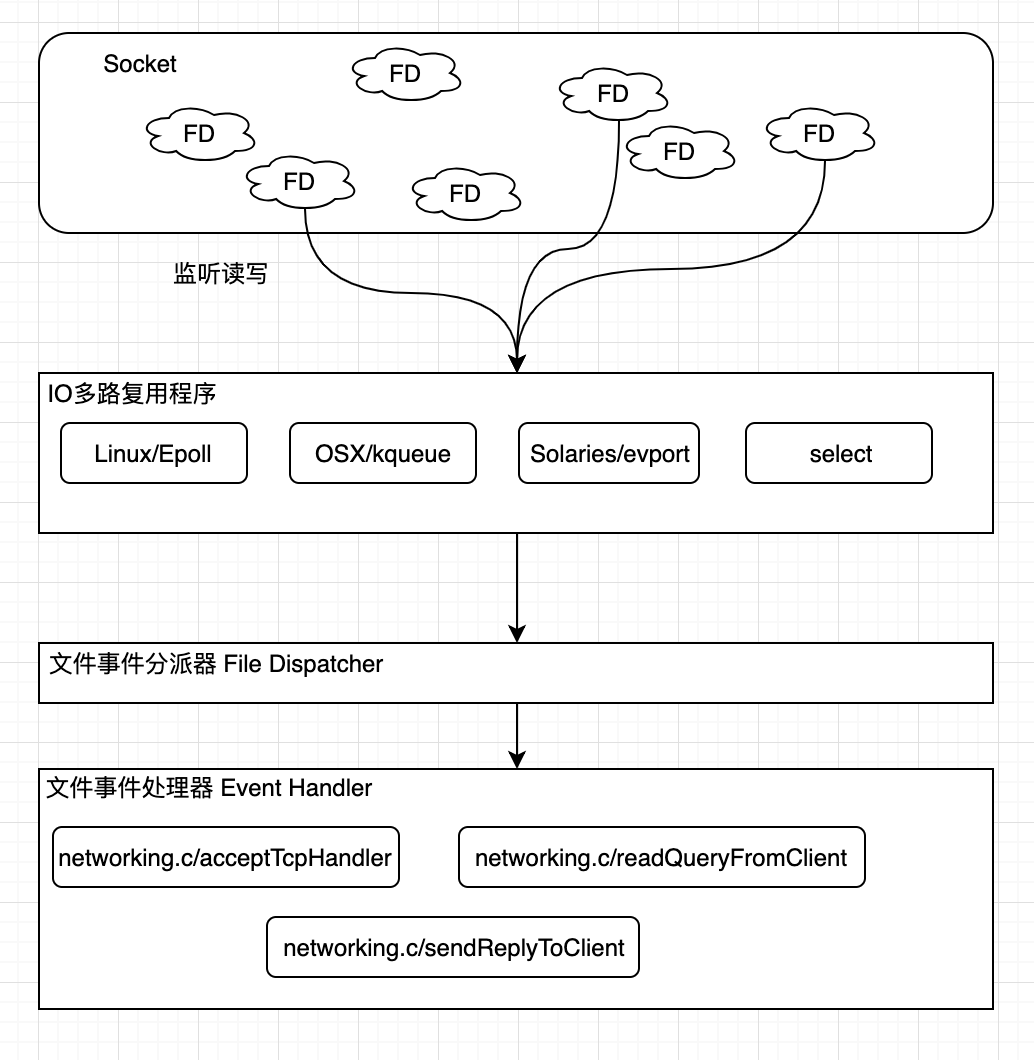 Socket
FD
FD
FD
FD
FD
FD
FD
监听读写
IO多路复用程序
Linux/Epoll
OSX/kqueue
Solaries/evport
select
文件事件分派器 File Dispatcher
文件事件处理器 Event Handler
networking.c/acceptTcpHandler
networking.c/readQueryFromClient
networking.c/sendReplyToClient